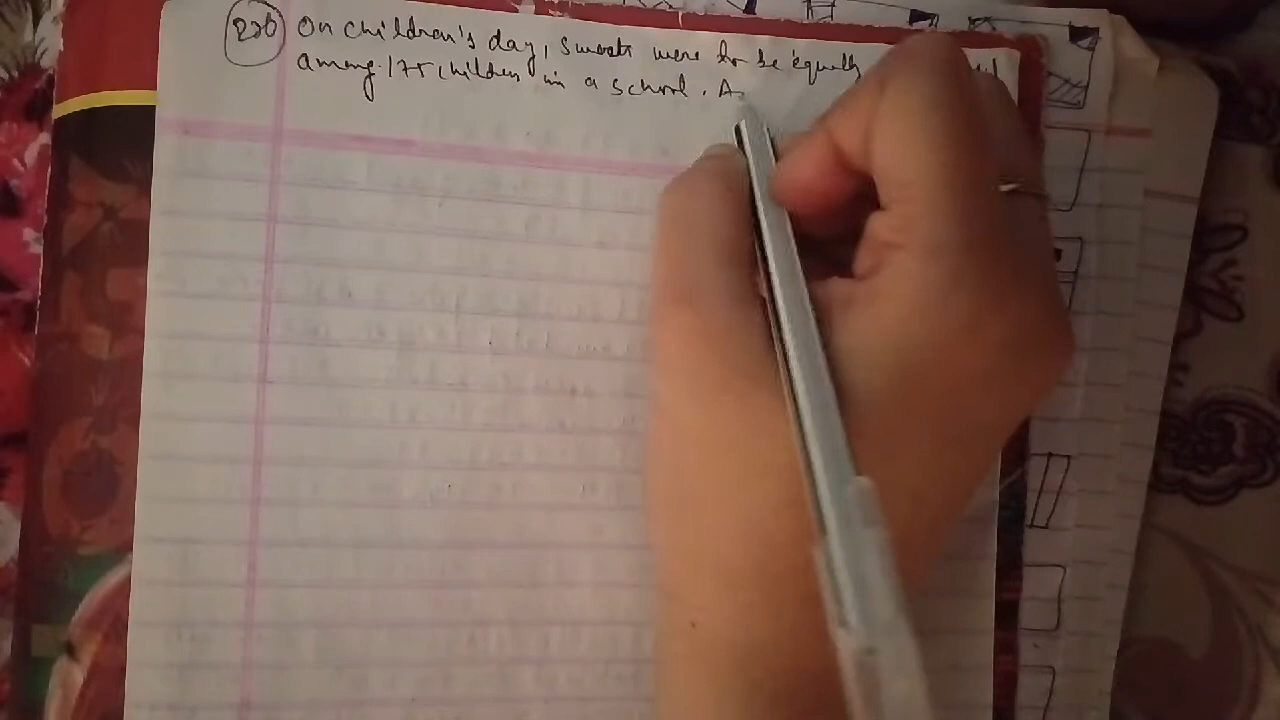 230 On children's day, sweets were to be equally
among 175 children in a school. A